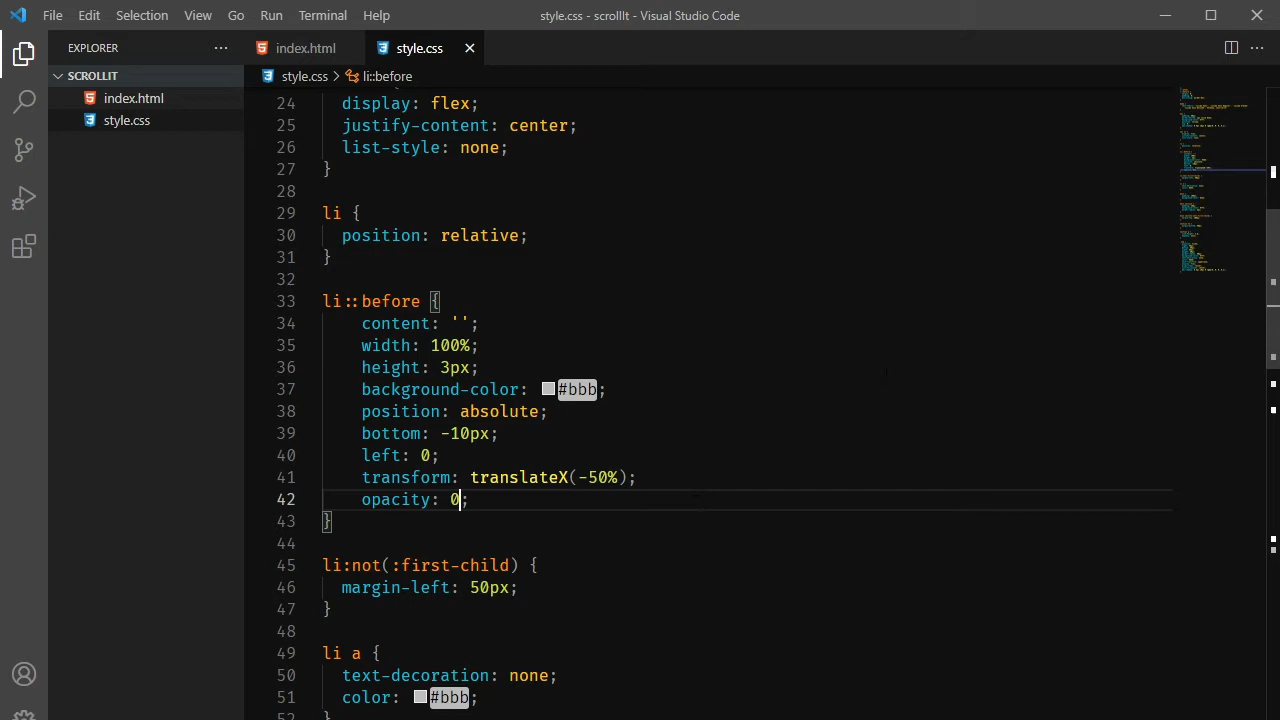 File Edit Selection View Go Run Terminal Help style.css - scrollIt - Visual Studio Code
EXPLORER
index.html
style.css
SCROLLIT
index.html
style.css
style.css > li::before
24 display: flex;
25 justify-content: center;
26 list-style: none;
27 }
28
29 li {
30 position: relative;
31 }
32
33 li::before {
34 content: '';
35 width: 100%;
36 height: 3px;
37 background-color: #bbb;
38 position: absolute;
39 bottom: -10px;
40 left: 0;
41 transform: translateX(-50%);
42 opacity: 0;
43 }
44
45 li:not(:first-child) {
46 margin-left: 50px;
47 }
48
49 li a {
50 text-decoration: none;
51 color: #bbb;
52 }